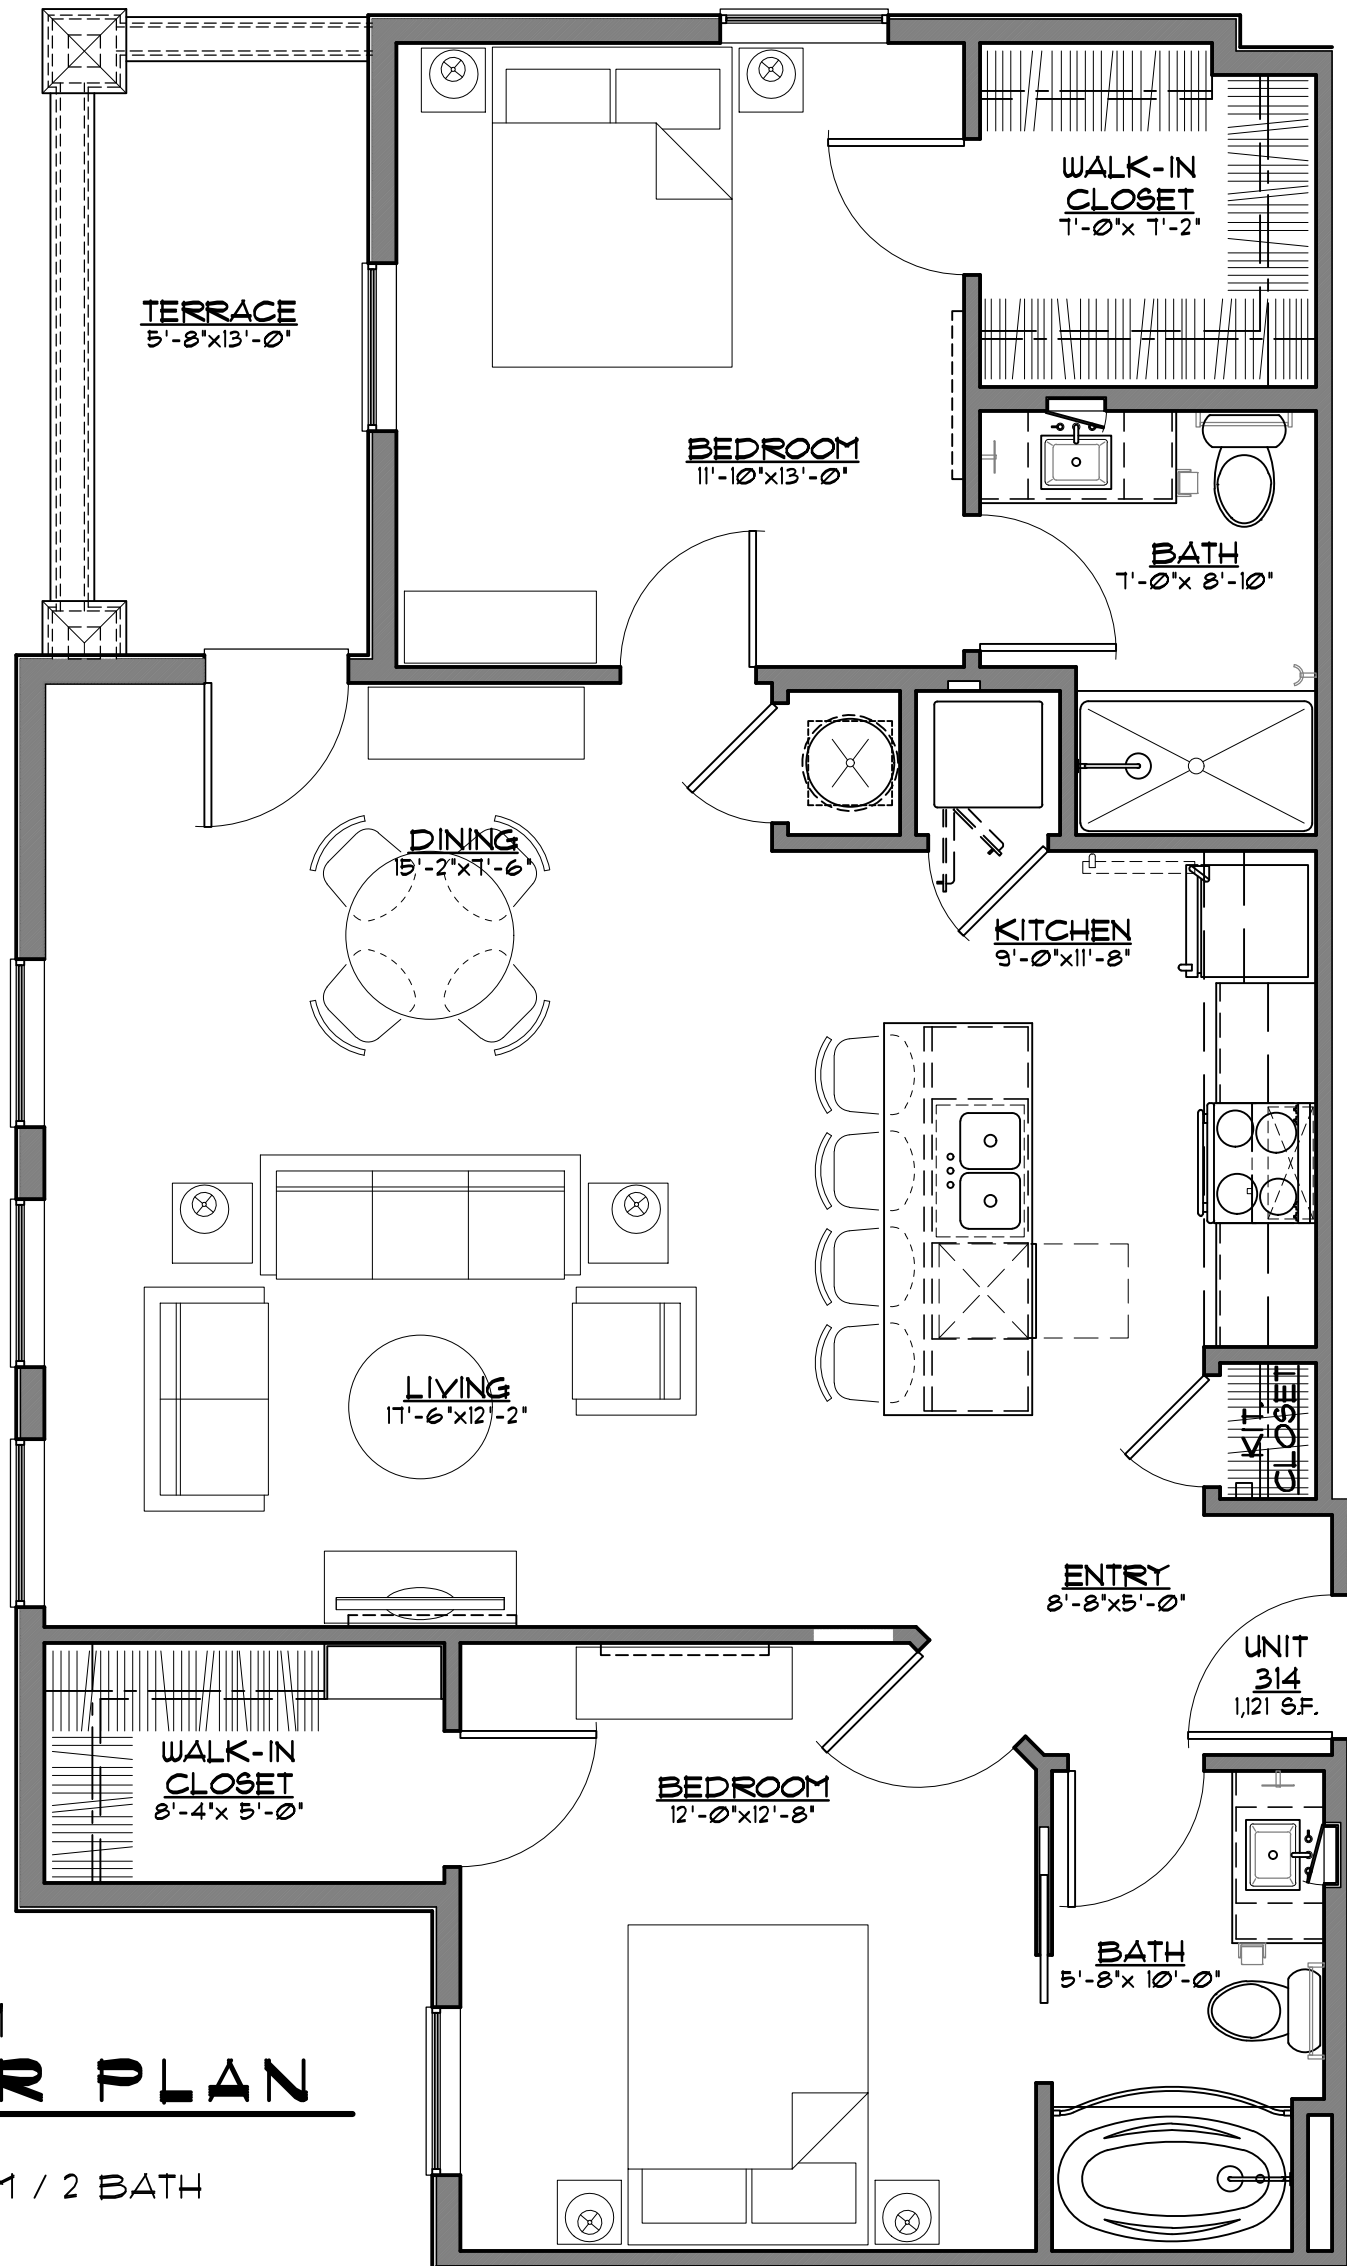 WALK-IN
CLOSET
7'-0"x 7'-2"
TERRACE
5'-8"x13'-0"
BEDROOM
11'-10"x13'-0"
BATH
7'-0"x 8'-10"
DINING
15'-2"x7'-6"
KITCHEN
9'-0"x11'-8"
LIVING
17'-6"x12'-2"
KIT.
CLOSET
ENTRY
8'-8"x5'-0"
UNIT
314
1,121 S.F.
WALK-IN
CLOSET
8'-4"x 5'-0"
BEDROOM
12'-0"x12'-8"
BATH
5'-8"x 10'-0"
R PLAN
/ 2 BATH